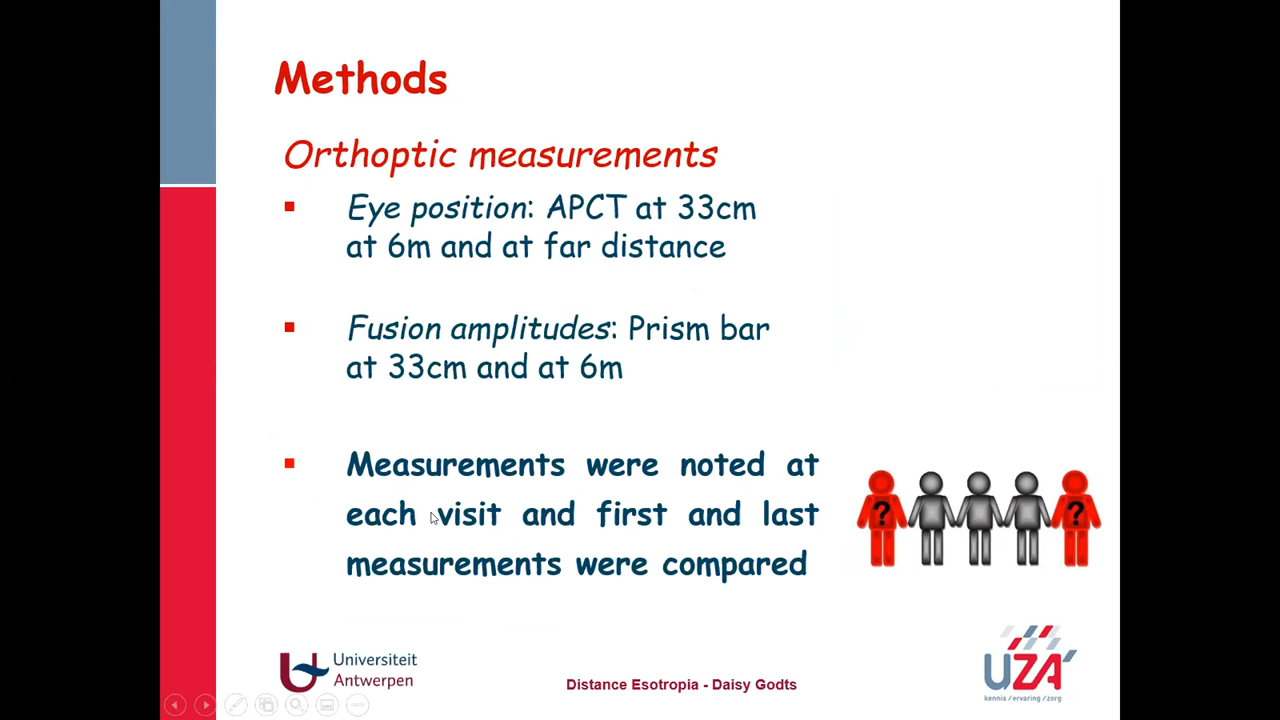 Methods
Orthoptic measurements
Eye position: APCT at 33cm
at 6m and at far distance
Fusion amplitudes: Prism bar
at 33cm and at 6m
Measurements were noted at
each visit and first and last
measurements were compared
? ?
Universiteit
Antwerpen
Distance Esotropia - Daisy Godts
UZA
kennis / ervaring / zorg